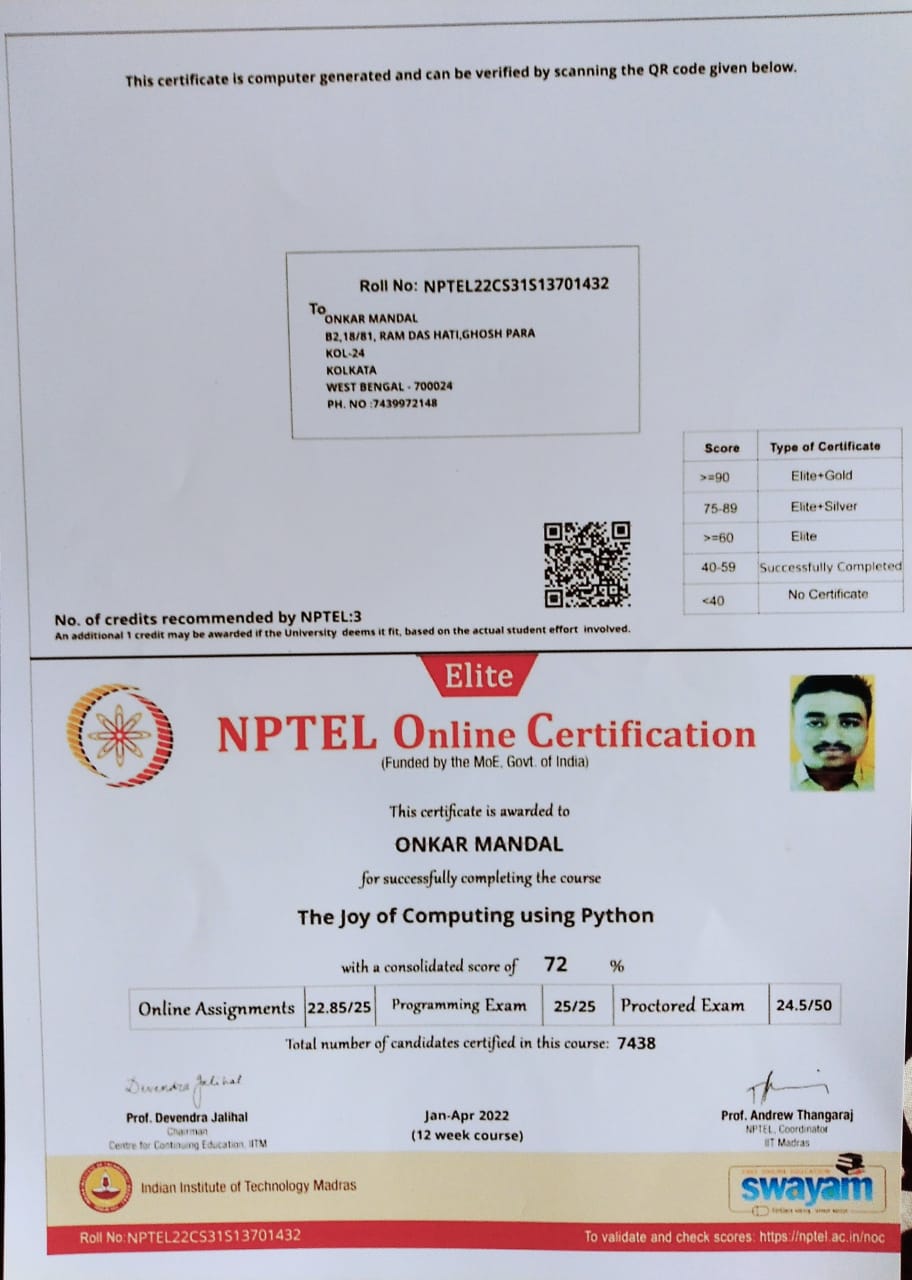 This certificate is computer generated and can be verified by scanning the QR code given below.
Roll No: NPTEL22CS31S13701432
To
ONKAR MANDAL
B2,18/81, RAM DAS HATI,GHOSH PARA
KOL-24
KOLKATA
WEST BENGAL - 700024
PH. NO :7439972148
Score Type of Certificate
>=90 Elite+Gold
75-89 Elite+Silver
>=60 Elite
40-59 Successfully Completed
<40 No Certificate
No. of credits recommended by NPTEL:3
An additional 1 credit may be awarded if the University deems it fit, based on the actual student effort involved.
Elite
NPTEL Online Certification
(Funded by the MoE, Govt. of India)
This certificate is awarded to
ONKAR MANDAL
for successfully completing the course
The Joy of Computing using Python
with a consolidated score of 72 %
Online Assignments 22.85/25 Programming Exam 25/25 Proctored Exam 24.5/50
Total number of candidates certified in this course: 7438
Devendra Jalihal
Prof. Devendra Jalihal
Chairman
Centre for Continuing Education, IITM
Jan-Apr 2022
(12 week course)
Prof. Andrew Thangaraj
NPTEL, Coordinator
IIT Madras
Indian Institute of Technology Madras
FREE ONLINE EDUCATION
swayam
Roll No:NPTEL22CS31S13701432
To validate and check scores: https://nptel.ac.in/noc